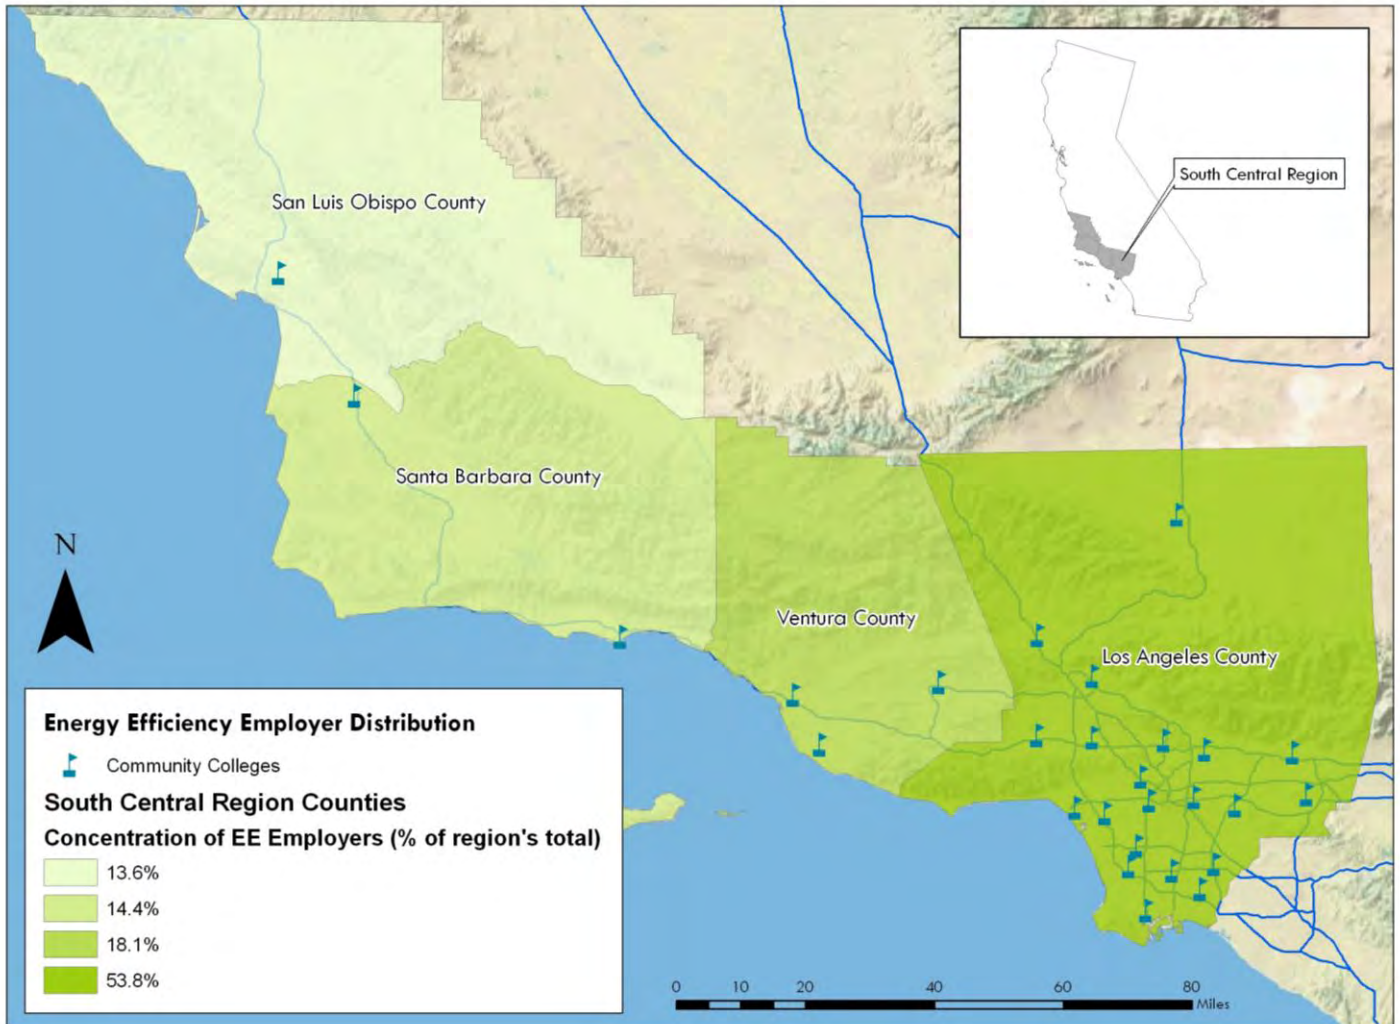 South Central Region
San Luis Obispo County
Santa Barbara County
N
Ventura County
Los Angeles County
Energy Efficiency Employer Distribution
Community Colleges
South Central Region Counties
Concentration of EE Employers (% of region's total)
13.6%
14.4%
18.1%
53.8%
0 10 20 40 60 80
Miles